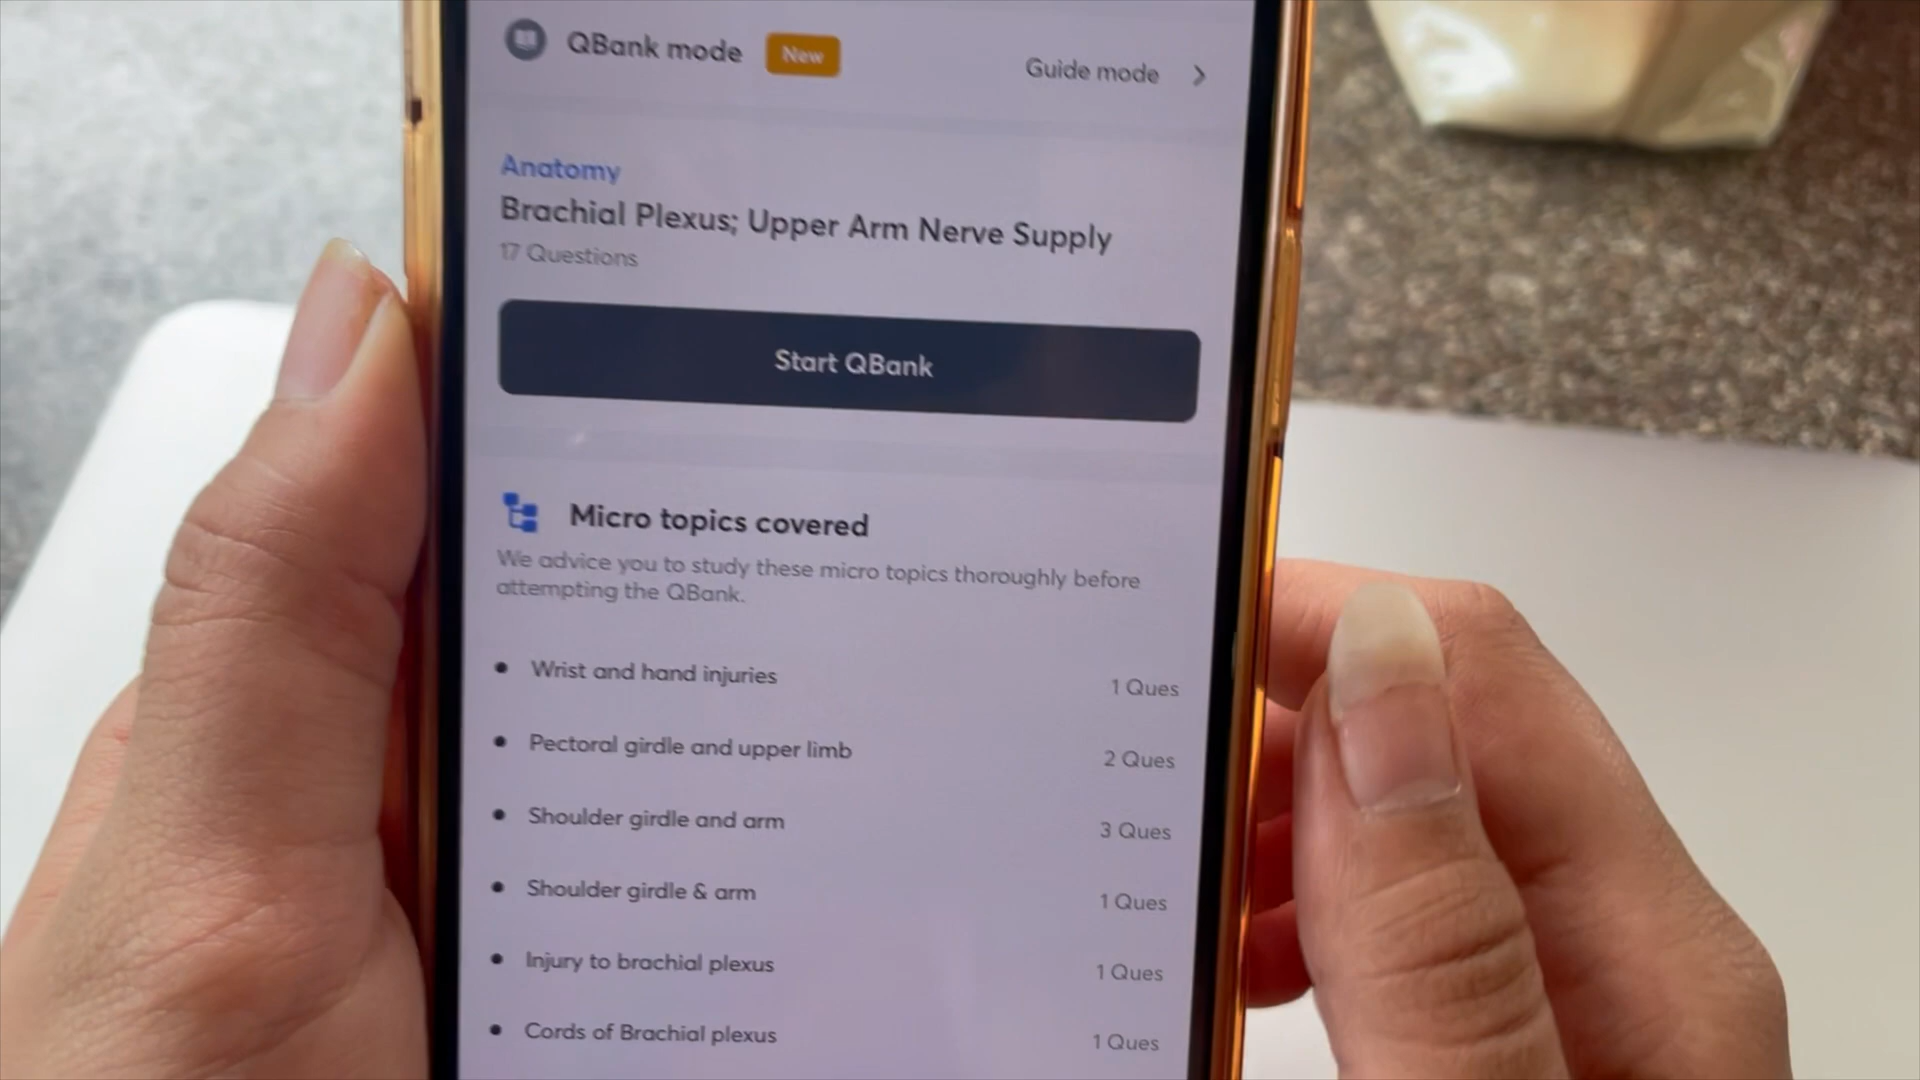 QBank mode New
Guide mode
Anatomy
Brachial Plexus; Upper Arm Nerve Supply
17 Questions
Start QBank
Micro topics covered
We advice you to study these micro topics thoroughly before
attempting the QBank.
Wrist and hand injuries 1 Ques
Pectoral girdle and upper limb 2 Ques
Shoulder girdle and arm 3 Ques
Shoulder girdle & arm 1 Ques
Injury to brachial plexus 1 Ques
Cords of Brachial plexus 1 Ques